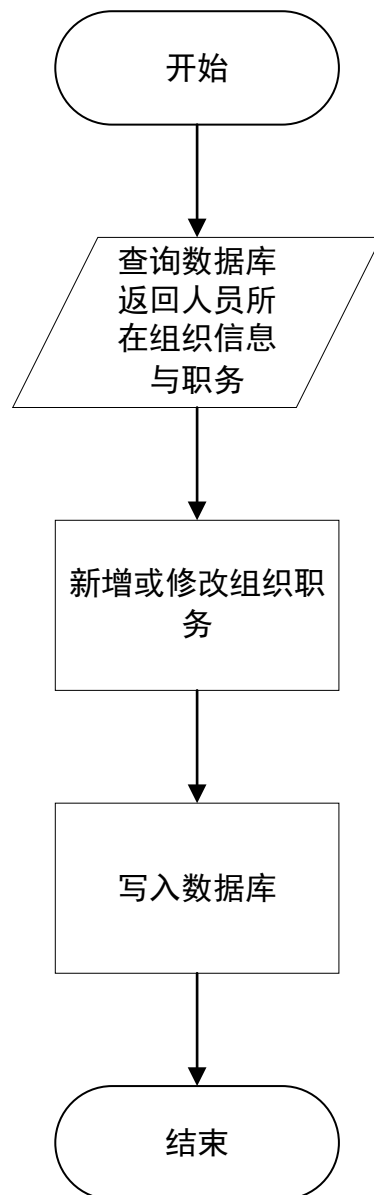 开始
查询数据库
返回人员所
在组织信息
与职务
新增或修改组织职
务
写入数据库
结束